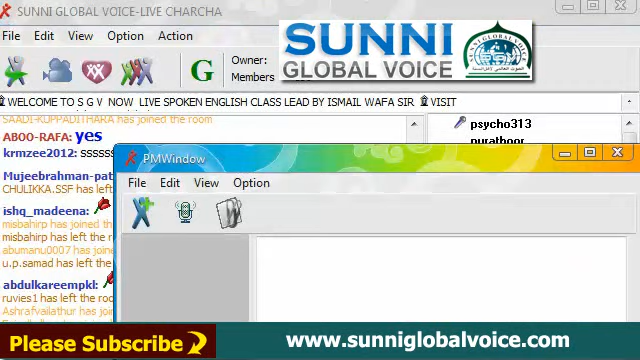 SUNNI GLOBAL VOICE-LIVE CHARCHA
File Edit View Option Action
SUNNI
GLOBAL VOICE
G Owner:
Members
WELCOME TO S G V NOW LIVE SPOKEN ENGLISH CLASS LEAD BY ISMAIL WAFA SIR VISIT
SAADI-KUPPADITHARA has joined the room
ABOO-RAFA: yes
krmzee2012:
Mujeebrahman-pat
CHULIKKA.SSF has left
ishq_madeena:
misbahirp has joined th
misbahirp has left the r
abumanu0007 has join
u.p.samad has left the
abdulkareempkl:
ruvies1 has left the roo
Ashrafvailathur has join
psycho313
nurathoor
PMWindow
File Edit View Option
Please Subscribe
www.sunniglobalvoice.com